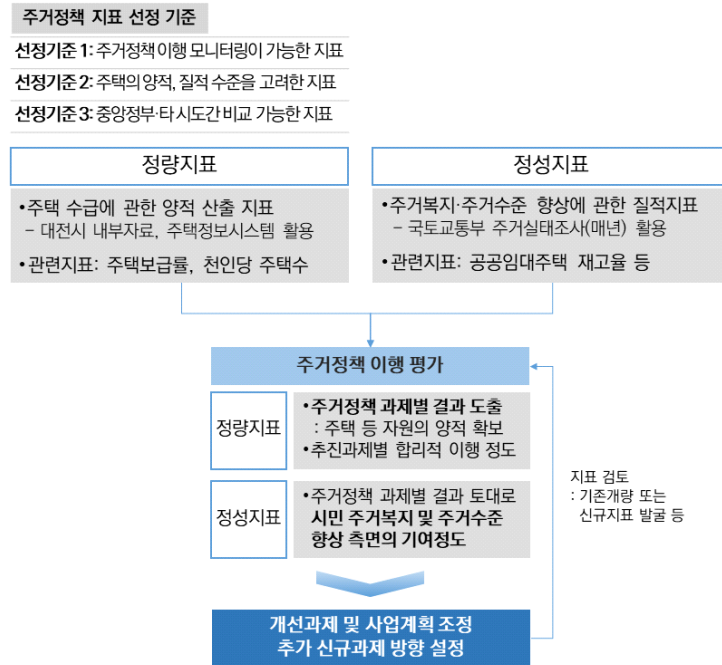 주거정책 지표 선정 기준
선정기준 1: 주거정책 이행 모니터링이 가능한 지표
선정기준 2: 주택의 양적, 질적 수준을 고려한 지표
선정기준 3: 중앙정부·타 시도간 비교 가능한 지표
정량지표
•주택 수급에 관한 양적 산출 지표
– 대전시 내부자료, 주택정보시스템 활용
•관련지표: 주택보급률, 천인당 주택수
정성지표
•주거복지·주거수준 향상에 관한 질적지표
– 국토교통부 주거실태조사(매년) 활용
•관련지표: 공공임대주택 재고율 등
주거정책 이행 평가
정량지표
•주거정책 과제별 결과 도출
: 주택 등 자원의 양적 확보
•추진과제별 합리적 이행 정도
정성지표
•주거정책 과제별 결과 토대로
시민 주거복지 및 주거수준
향상 측면의 기여정도
지표 검토
: 기존개량 또는
신규지표 발굴 등
개선과제 및 사업계획 조정
추가 신규과제 방향 설정